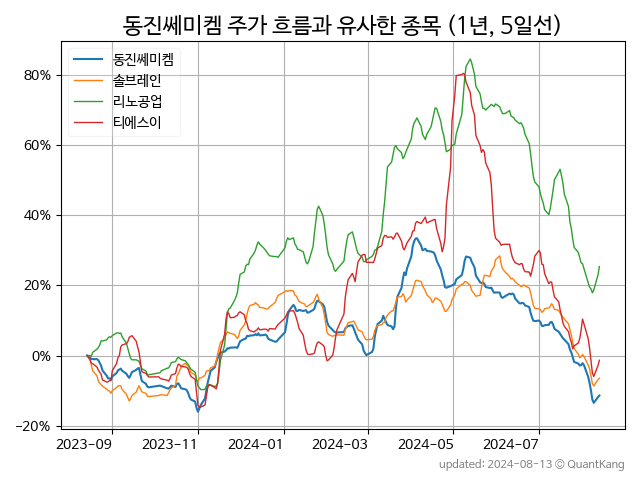 동진쎄미켐 주가 흐름과 유사한 종목 (1년, 5일선)
동진쎄미켐
솔브레인
리노공업
티에스이
80%
60%
40%
20%
0%
−20%
2023-09 2023-11 2024-01 2024-03 2024-05 2024-07
updated: 2024-08-13 © QuantKang